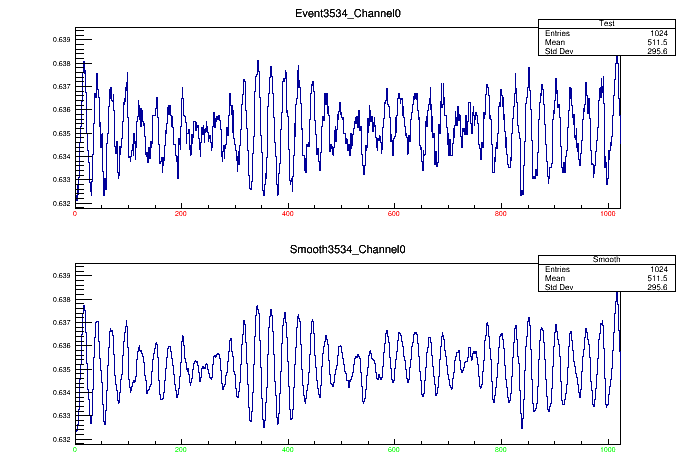 Event3534_Channel0
Test
Entries 1024
Mean 511.5
Std Dev 295.6
0.639
0.638
0.637
0.636
0.635
0.634
0.633
0.632
0 200 400 600 800 1000
Smooth3534_Channel0
Smooth
Entries 1024
Mean 511.5
Std Dev 295.6
0.639
0.638
0.637
0.636
0.635
0.634
0.633
0.632
0 200 400 600 800 1000